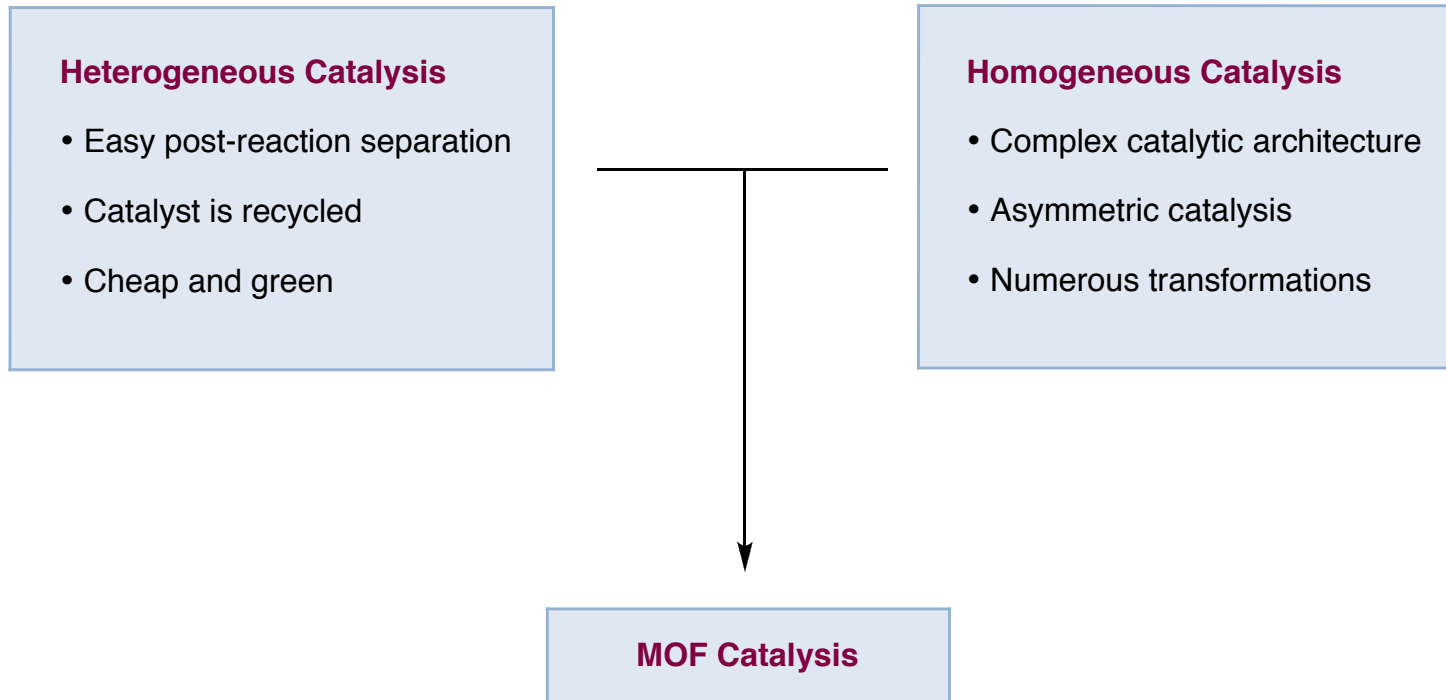 Heterogeneous Catalysis
• Easy post-reaction separation
• Catalyst is recycled
• Cheap and green
Homogeneous Catalysis
• Complex catalytic architecture
• Asymmetric catalysis
• Numerous transformations
MOF Catalysis